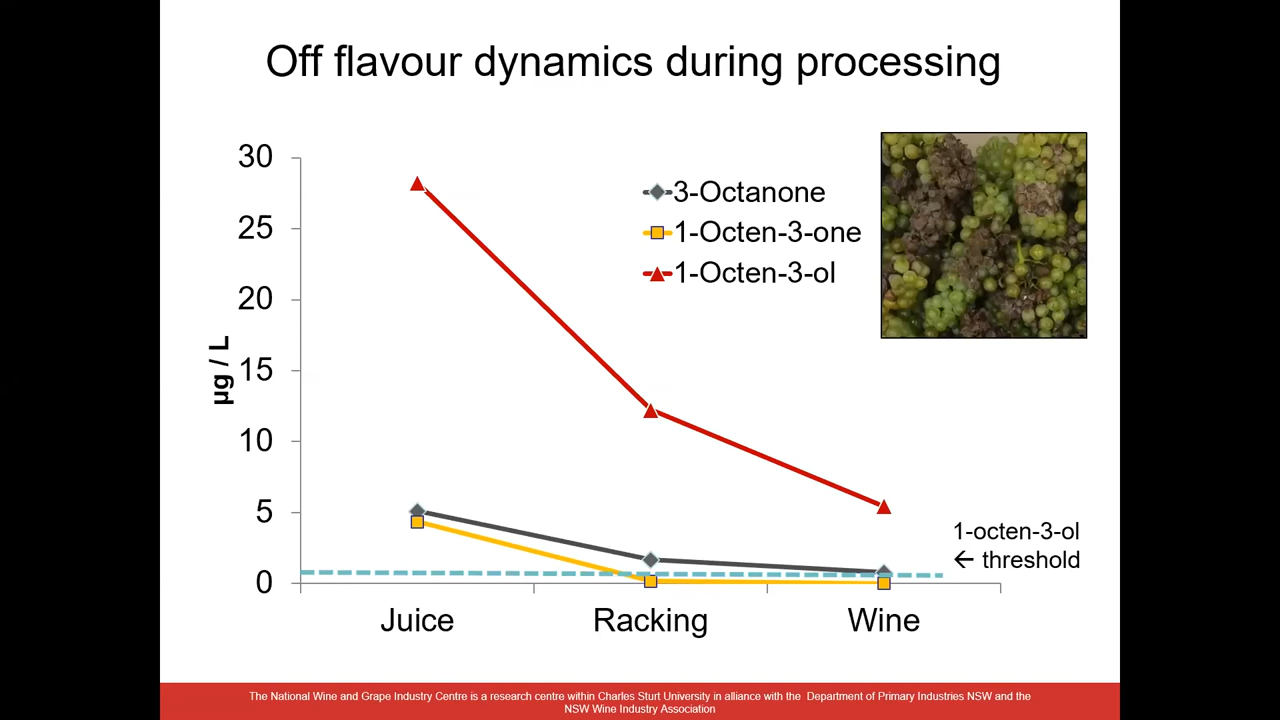 Off flavour dynamics during processing
30
25
20
15
10
5
0
µg / L
3-Octanone
1-Octen-3-one
1-Octen-3-ol
1-octen-3-ol
← threshold
Juice
Racking
Wine
The National Wine and Grape Industry Centre is a research centre within Charles Sturt University in alliance with the Department of Primary Industries NSW and the
NSW Wine Industry Association